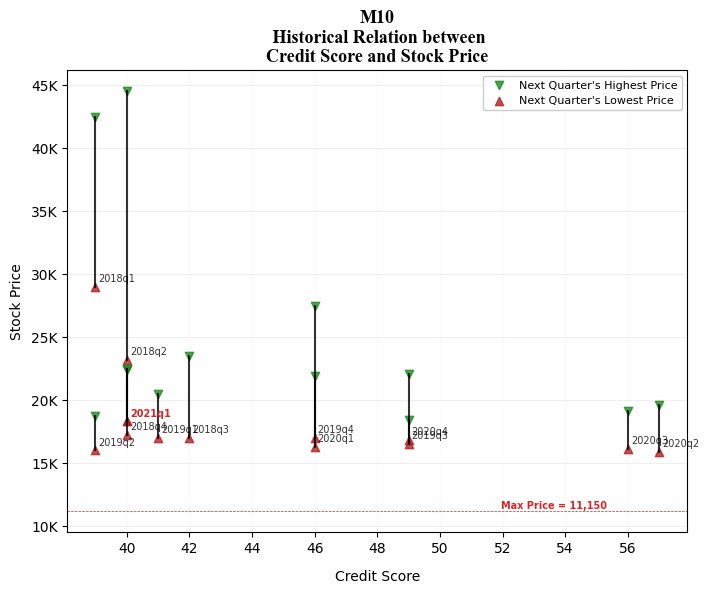 M10
Historical Relation between
Credit Score and Stock Price
Next Quarter's Highest Price
Next Quarter's Lowest Price
45K
40K
35K
30K
25K
20K
15K
10K
Stock Price
2018q1
2018q2
2021q1
2018q4
2019q1
2018q3
2019q2
2019q4
2020q1
2020q4
2019q3
2020q3
2020q2
Max Price = 11,150
40
42
44
46
48
50
52
54
56
Credit Score